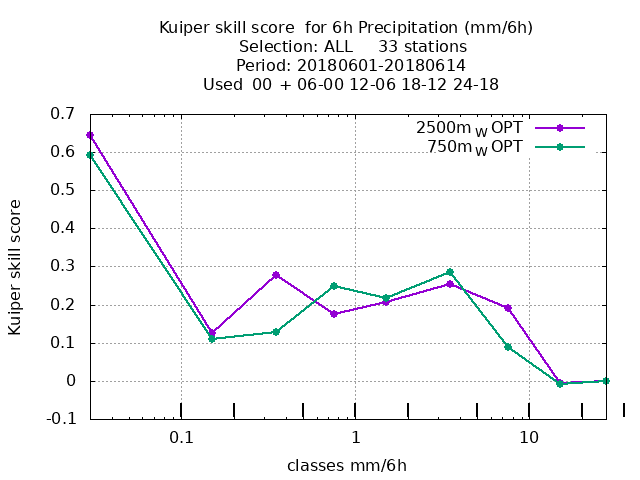 Kuiper skill score  for 6h Precipitation (mm/6h)
Selection: ALL     33 stations
Period: 20180601-20180614
Used  00  + 06-00 12-06 18-12 24-18
2500m W OPT
750m W OPT
0.7
0.6
0.5
0.4
0.3
0.2
0.1
0
-0.1
Kuiper skill score
0.1 1 10
classes mm/6h